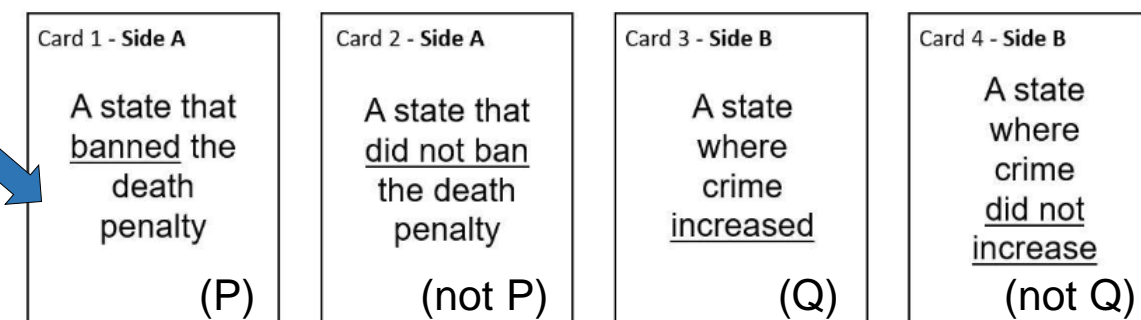 Card 1 - Side A
A state that
banned the
death
penalty
(P)
Card 2 - Side A
A state that
did not ban
the death
penalty
(not P)
Card 3 - Side B
A state
where
crime
increased
(Q)
Card 4 - Side B
A state
where
crime
did not
increase
(not Q)